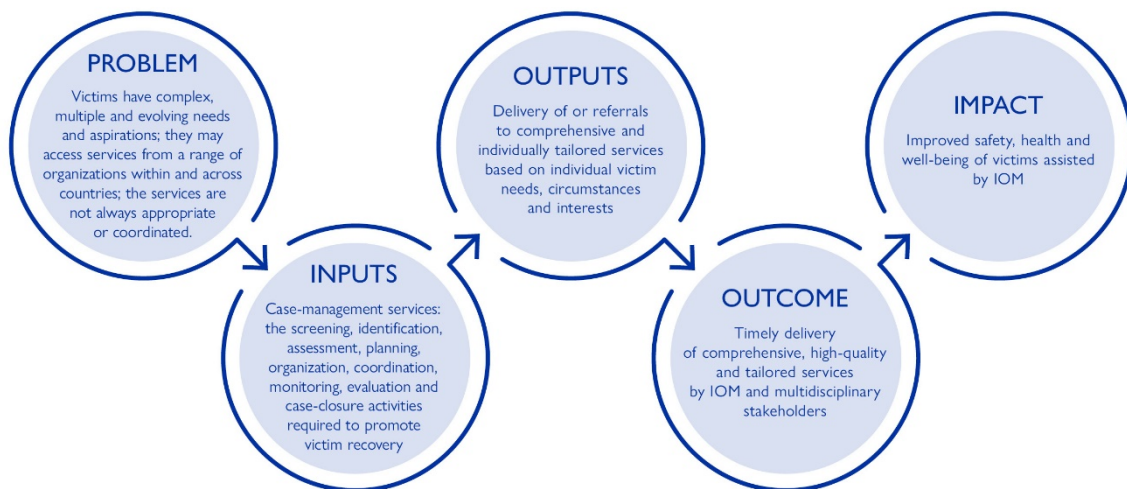 PROBLEM
Victims have complex,
multiple and evolving needs
and aspirations; they may
access services from a range of
organizations within and across
countries; the services are
not always appropriate
or coordinated.
INPUTS
Case-management services:
the screening, identification,
assessment, planning,
organization, coordination,
monitoring, evaluation and
case-closure activities
required to promote
victim recovery
OUTPUTS
Delivery of or referrals
to comprehensive and
individually tailored services
based on individual victim
needs, circumstances
and interests
OUTCOME
Timely delivery
of comprehensive, high-quality
and tailored services
by IOM and multidisciplinary
stakeholders
IMPACT
Improved safety, health and
well-being of victims assisted
by IOM